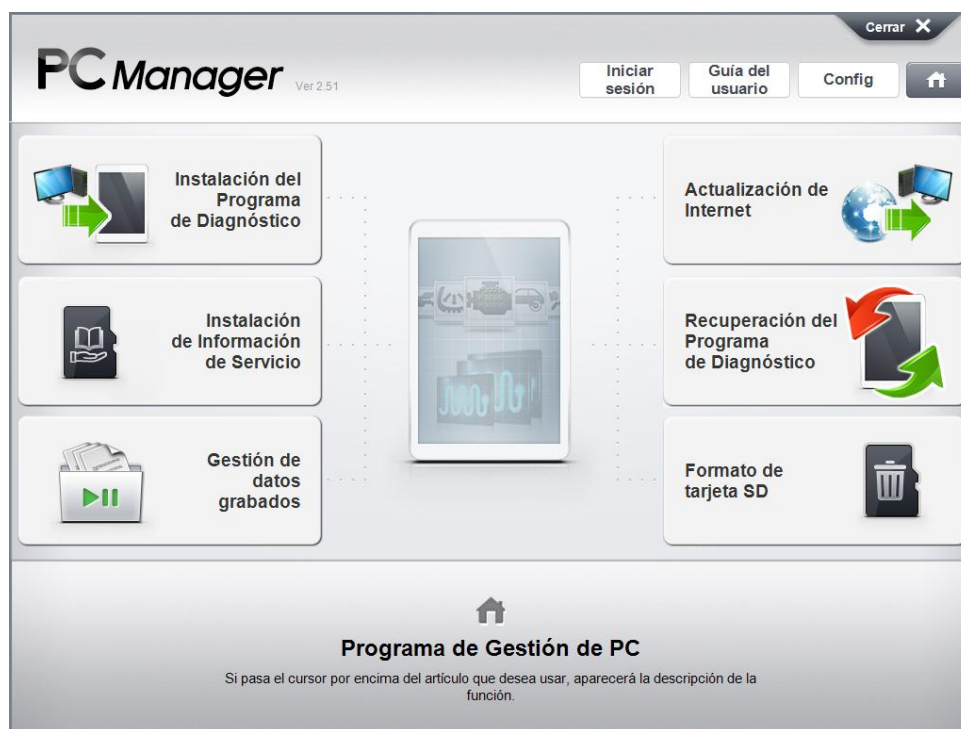 Cerrar
PC Manager Ver 2.51
Iniciar
sesión
Guía del
usuario
Config
Instalación del
Programa
de Diagnóstico
Actualización de
Internet
Instalación
de Información
de Servicio
Recuperación del
Programa
de Diagnóstico
Gestión de
datos
grabados
Formato de
tarjeta SD
Programa de Gestión de PC
Si pasa el cursor por encima del artículo que desea usar, aparecerá la descripción de la
función.